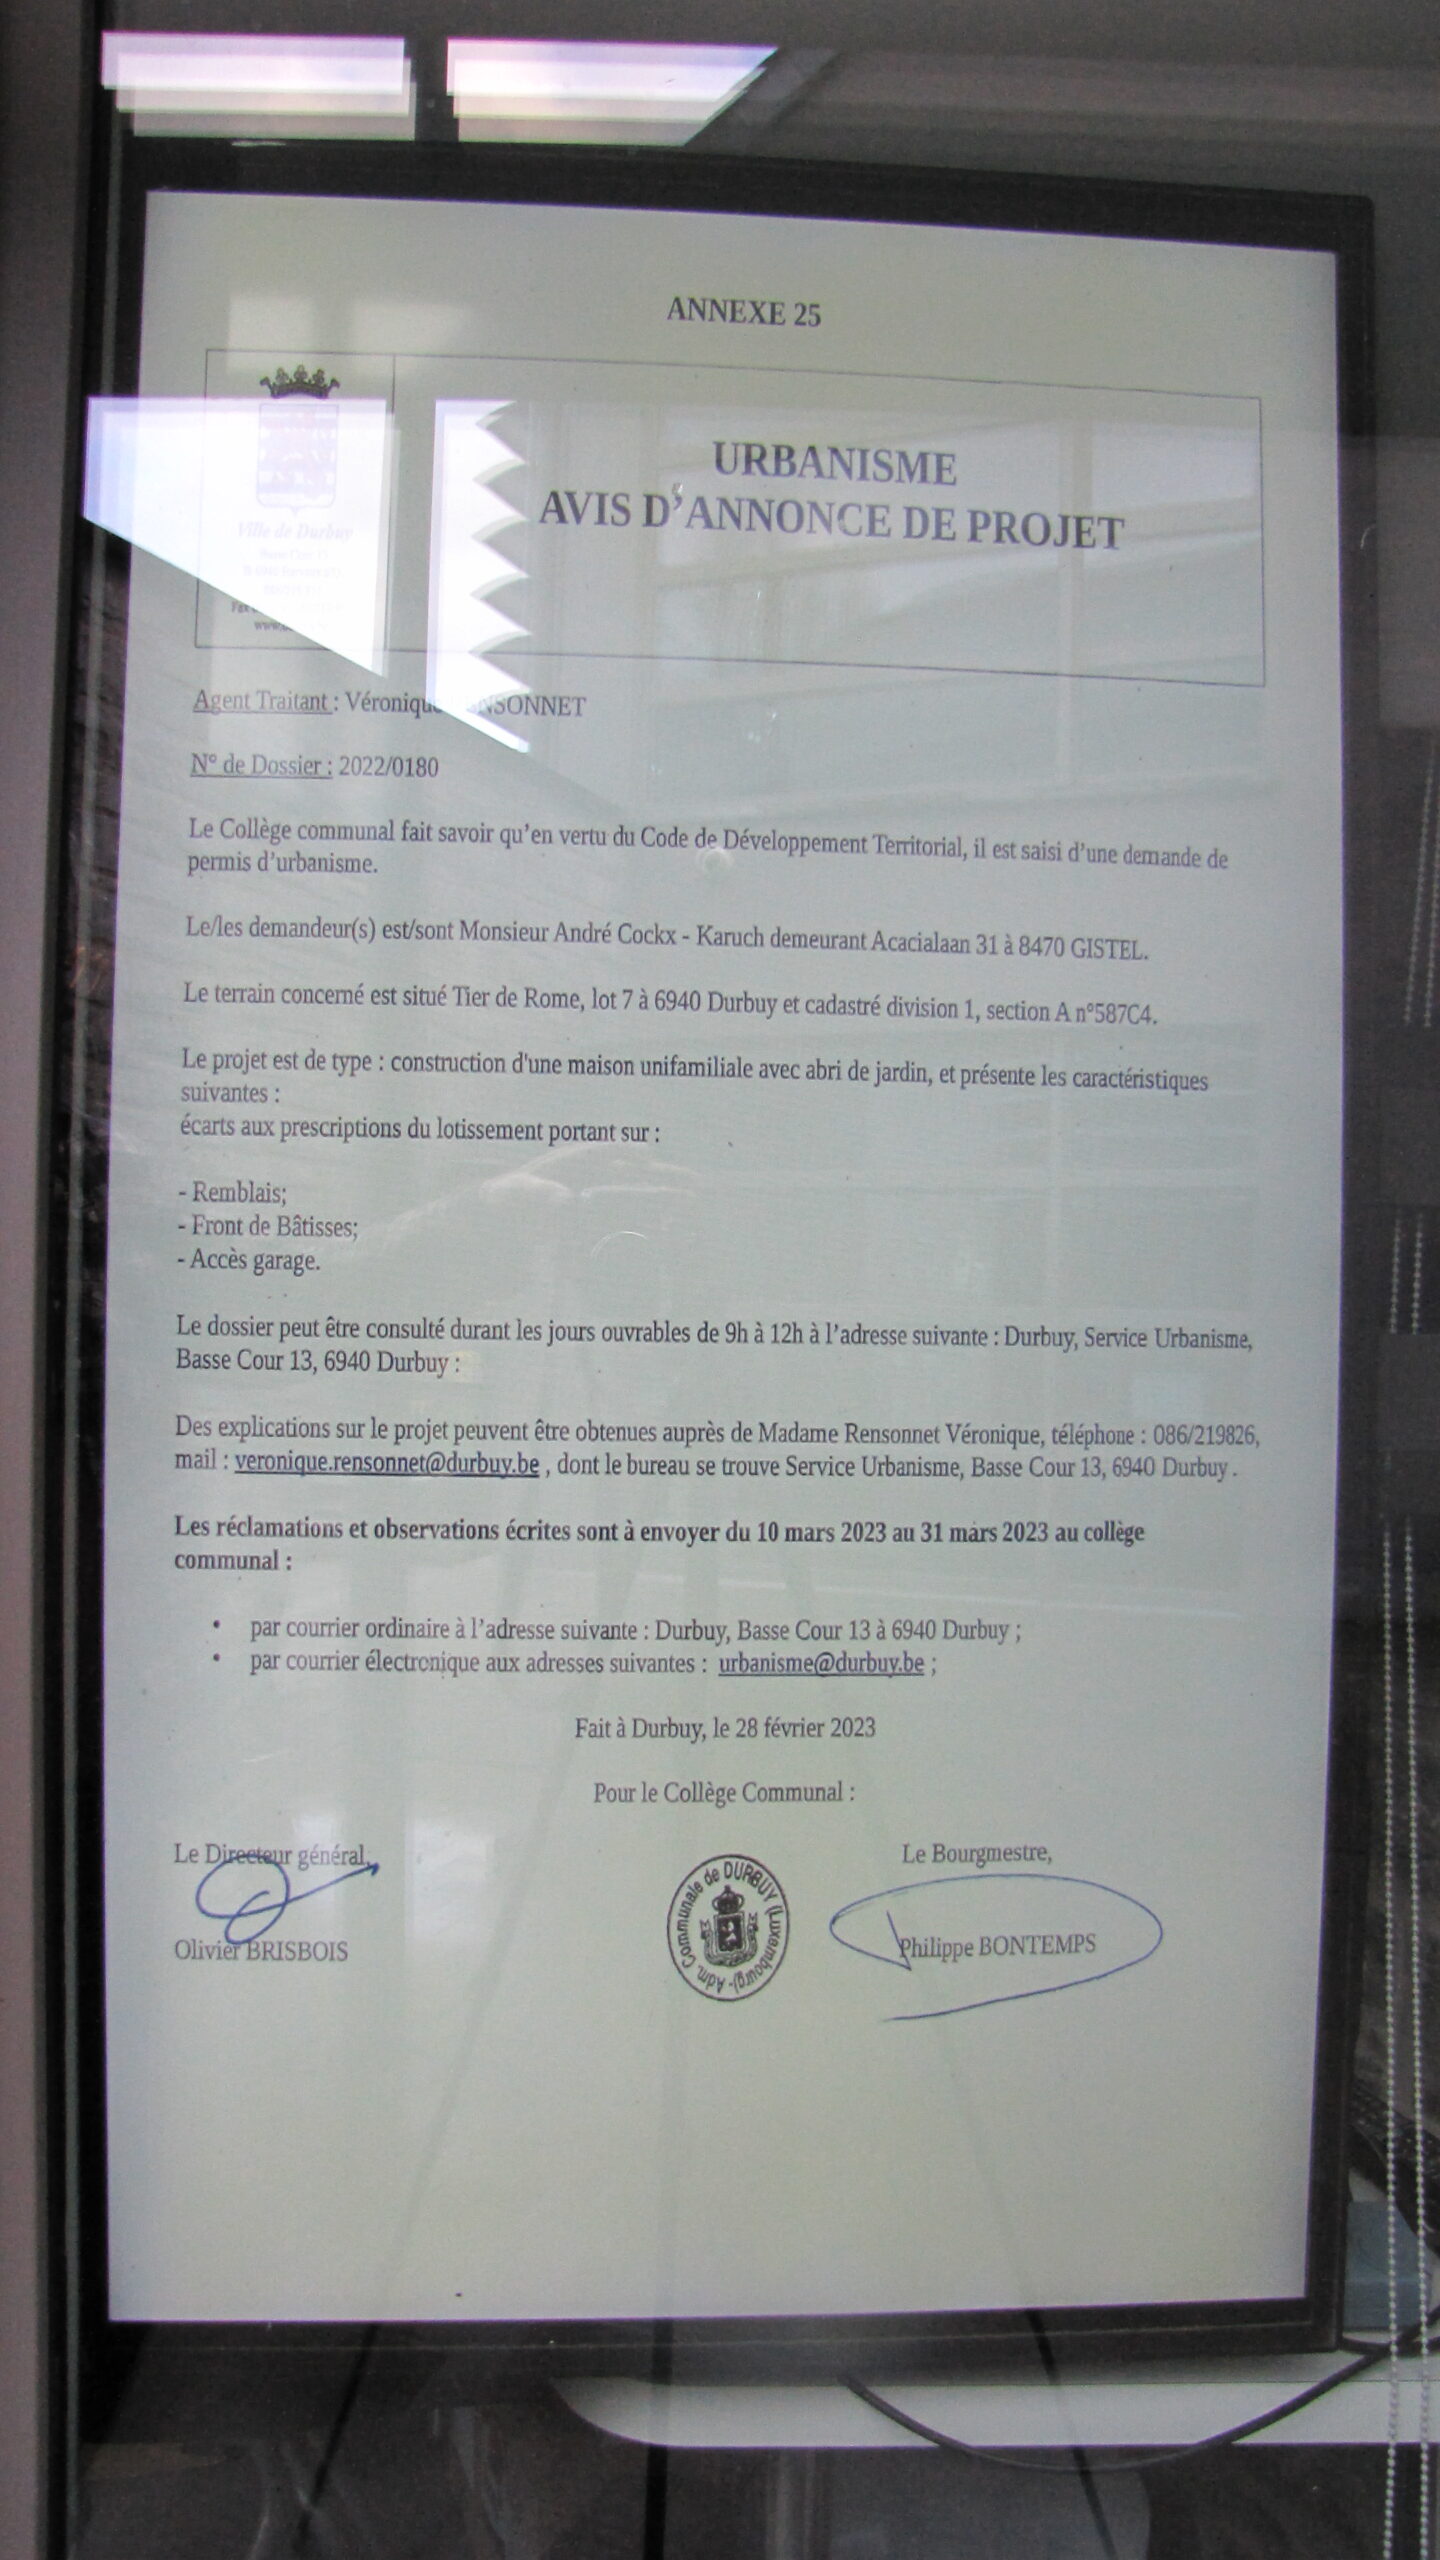 ANNEXE 25
Ville de Durbuy
Fax
URBANISME
AVIS D'ANNONCE DE PROJET
Agent Traitant : Véronique
N° de Dossier : 2022/0180
Le Collège communal fait savoir qu'en vertu du Code de Développement Territorial, il est saisi d'une demande de
permis d'urbanisme.
Le/les demandeur(s) est/sont Monsieur André Cockx - Karuch demeurant Acacialaan 31 à 8470 GISTEL.
Le terrain concerné est situé Tier de Rome, lot 7 à 6940 Durbuy et cadastré division 1, section A n°587C4.
Le projet est de type : construction d'une maison unifamiliale avec abri de jardin, et présente les caractéristiques
suivantes :
écarts aux prescriptions du lotissement portant sur :
- Remblais;
- Front de Bâtisses;
- Accès garage.
Le dossier peut être consulté durant les jours ouvrables de 9h à 12h à l'adresse suivante : Durbuy, Service Urbanisme,
Basse Cour 13, 6940 Durbuy :
Des explications sur le projet peuvent être obtenues auprès de Madame Rensonnet Véronique, téléphone : 086/219826,
mail : veronique.rensonnet@durbuy.be , dont le bureau se trouve Service Urbanisme, Basse Cour 13, 6940 Durbuy .
Les réclamations et observations écrites sont à envoyer du 10 mars 2023 au 31 mars 2023 au collège
communal :
• par courrier ordinaire à l'adresse suivante : Durbuy, Basse Cour 13 à 6940 Durbuy ;
• par courrier électronique aux adresses suivantes : urbanisme@durbuy.be ;
Fait à Durbuy, le 28 février 2023
Pour le Collège Communal :
Le Directeur général,
Olivier BRISBOIS
Adm. Communale de DURBUY (Luxembourg)
Le Bourgmestre,
Philippe BONTEMPS